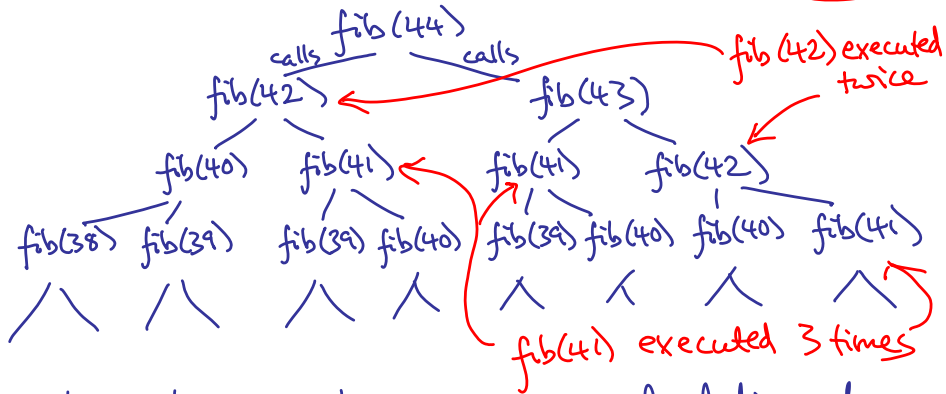 fib(44)
calls calls
fib(42) executed
twice
fib(42) fib(43)
fib(40) fib(41) fib(41) fib(42)
fib(38) fib(39) fib(39) fib(40) fib(39) fib(40) fib(40) fib(41)
fib(41) executed 3 times